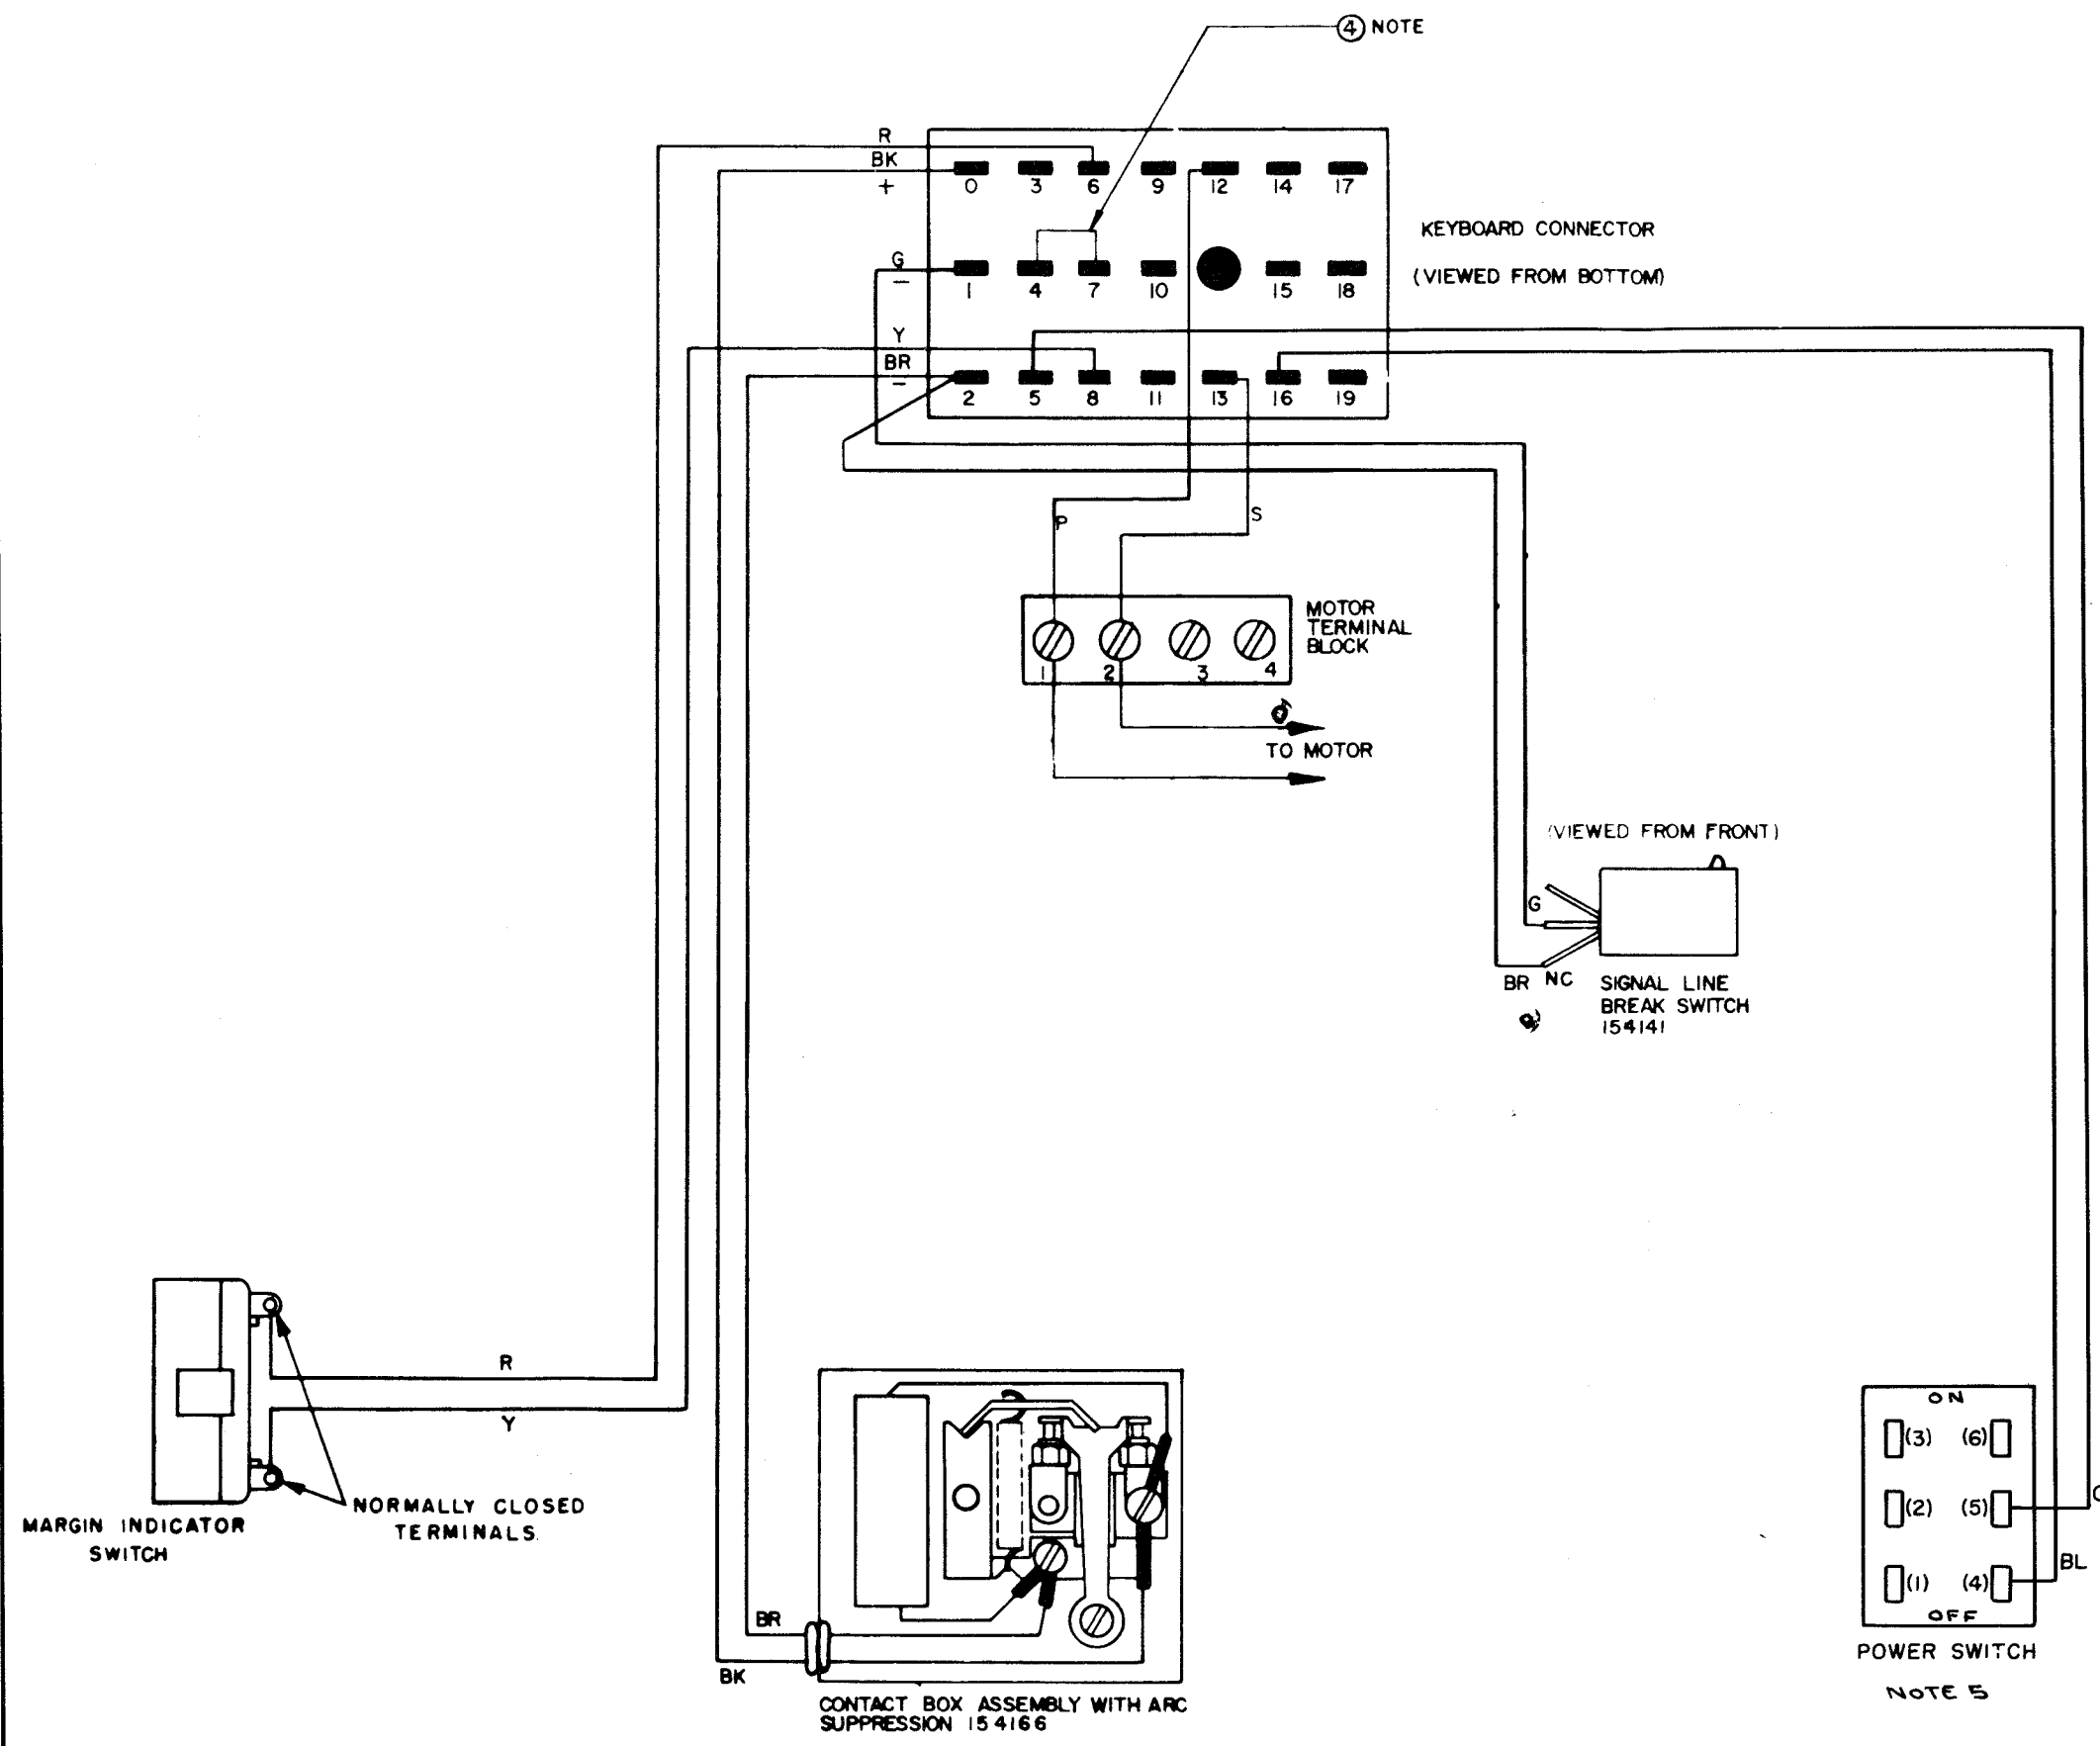 4 NOTE
R
BK
+
0 3 6 9 12 14 17
KEYBOARD CONNECTOR
(VIEWED FROM BOTTOM)
G
–
1 4 7 10 15 18
Y
BR
–
2 5 8 11 13 16 19
P
S
MOTOR
TERMINAL
BLOCK
1 2 3 4
TO MOTOR
(VIEWED FROM FRONT)
G
BR NC
SIGNAL LINE
BREAK SWITCH
154141
R
Y
NORMALLY CLOSED
TERMINALS
MARGIN INDICATOR
SWITCH
BR
BK
CONTACT BOX ASSEMBLY WITH ARC
SUPPRESSION 154166
ON
(3) (6)
(2) (5)
(1) (4)
OFF
BL
POWER SWITCH
NOTE 5